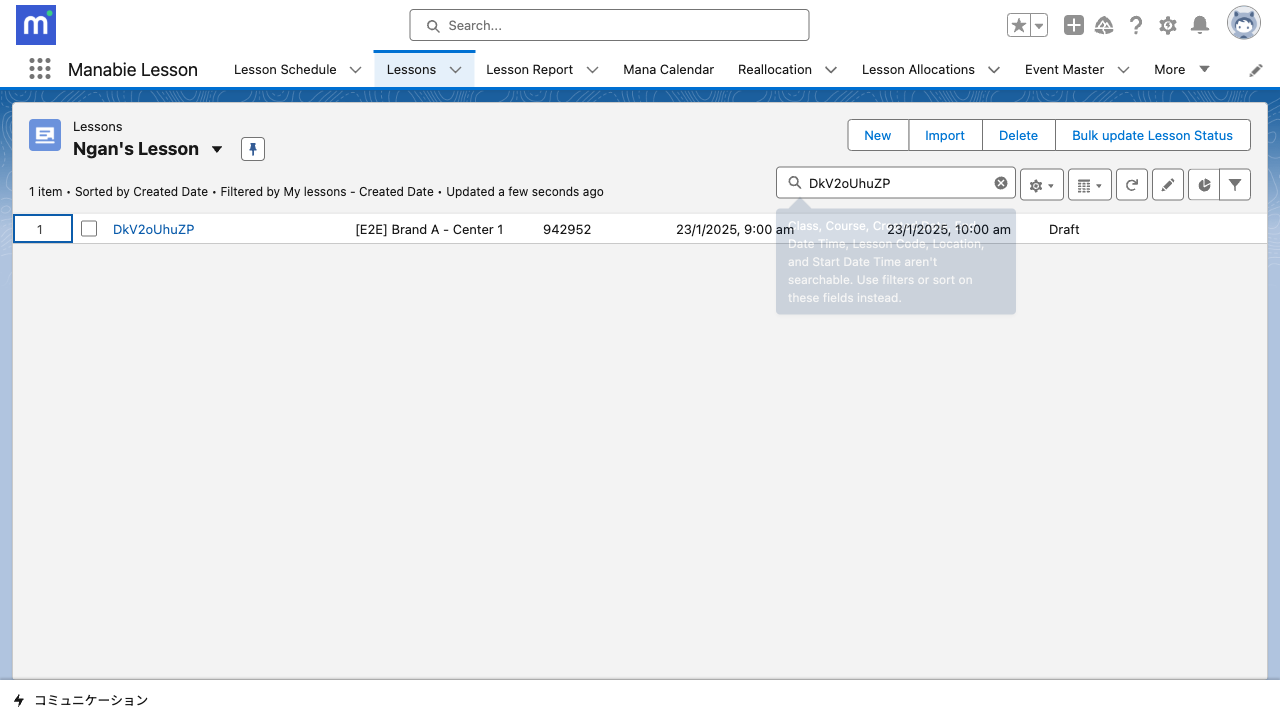 m
Search...
Manabie Lesson
Lesson Schedule
Lessons
Lesson Report
Mana Calendar
Reallocation
Lesson Allocations
Event Master
More
Lessons
Ngan's Lesson
New
Import
Delete
Bulk update Lesson Status
1 item • Sorted by Created Date • Filtered by My lessons - Created Date • Updated a few seconds ago
DkV2oUhuZP
1
DkV2oUhuZP
[E2E] Brand A - Center 1
942952
23/1/2025, 9:00 am
23/1/2025, 10:00 am
Draft
Class, Course, Created Date, End
Date Time, Lesson Code, Location,
and Start Date Time aren't
searchable. Use filters or sort on
these fields instead.
コミュニケーション